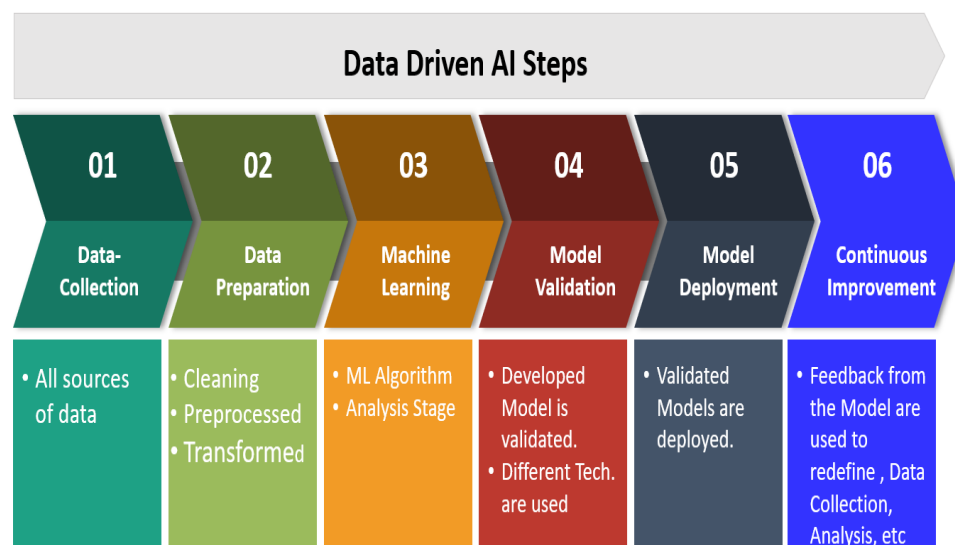 Data Driven AI Steps
01
Data-
Collection
• All sources
of data
02
Data
Preparation
• Cleaning
• Preprocessed
• Transformed
03
Machine
Learning
• ML Algorithm
• Analysis Stage
04
Model
Validation
• Developed
Model is
validated.
• Different Tech.
are used
05
Model
Deployment
• Validated
Models are
deployed.
06
Continuous
Improvement
• Feedback from
the Model are
used to
redefine , Data
Collection,
Analysis, etc